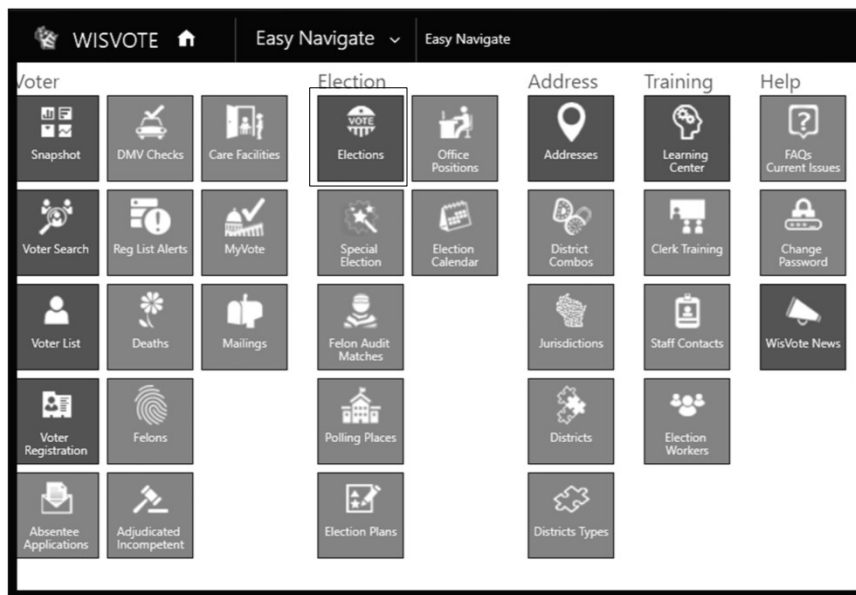 WISVOTE
Easy Navigate
Easy Navigate
Voter
Election
Address
Training
Help
Snapshot
DMV Checks
Care Facilities
VOTE
Elections
Office
Positions
Addresses
Learning
Center
FAQs
Current Issues
Voter Search
Reg List Alerts
MyVote
Special
Election
Election
Calendar
District
Combos
Clerk Training
Change
Password
Voter List
Deaths
Mailings
Felon Audit
Matches
Jurisdictions
Staff Contacts
WisVote News
Voter
Registration
Felons
Polling Places
Districts
Election
Workers
Absentee
Applications
Adjudicated
Incompetent
Election Plans
Districts Types